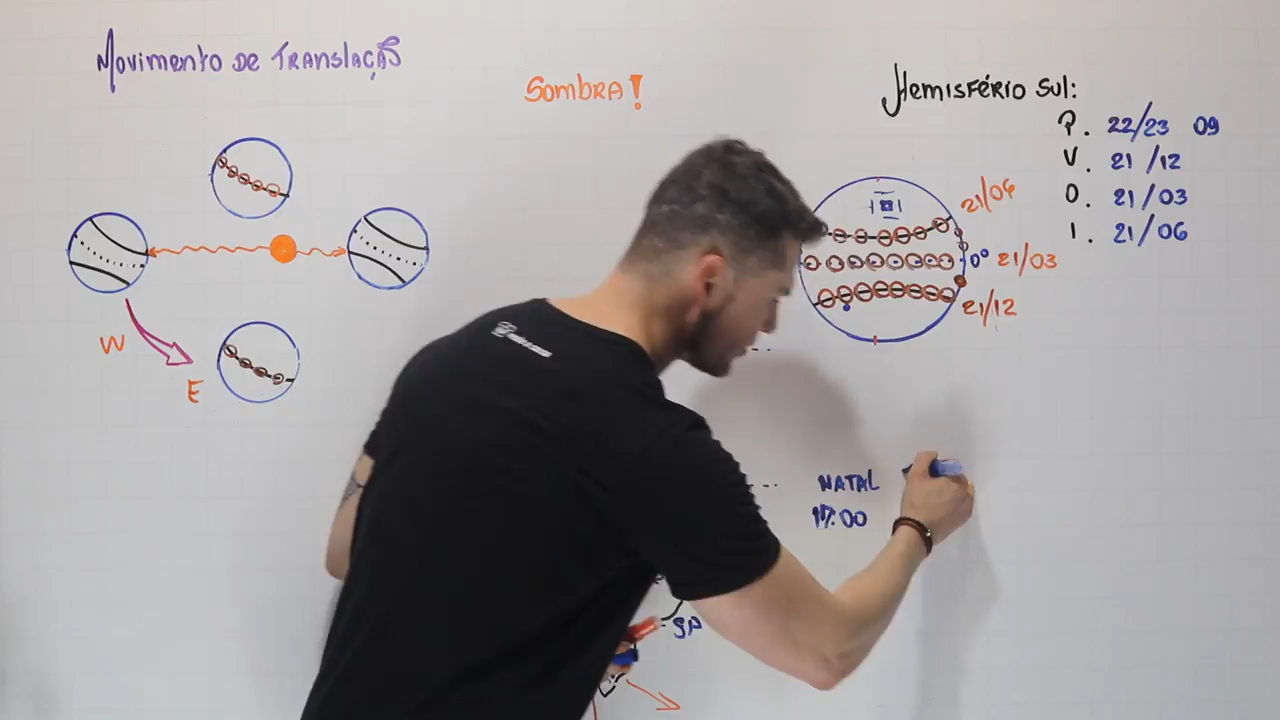 Movimento de Translação
Sombra!
Hemisfério Sul:
P. 22/23 09
V. 21/12
O. 21/03
I. 21/06
21/06
0° 21/03
21/12
W
E
NATAL
17:00
SP